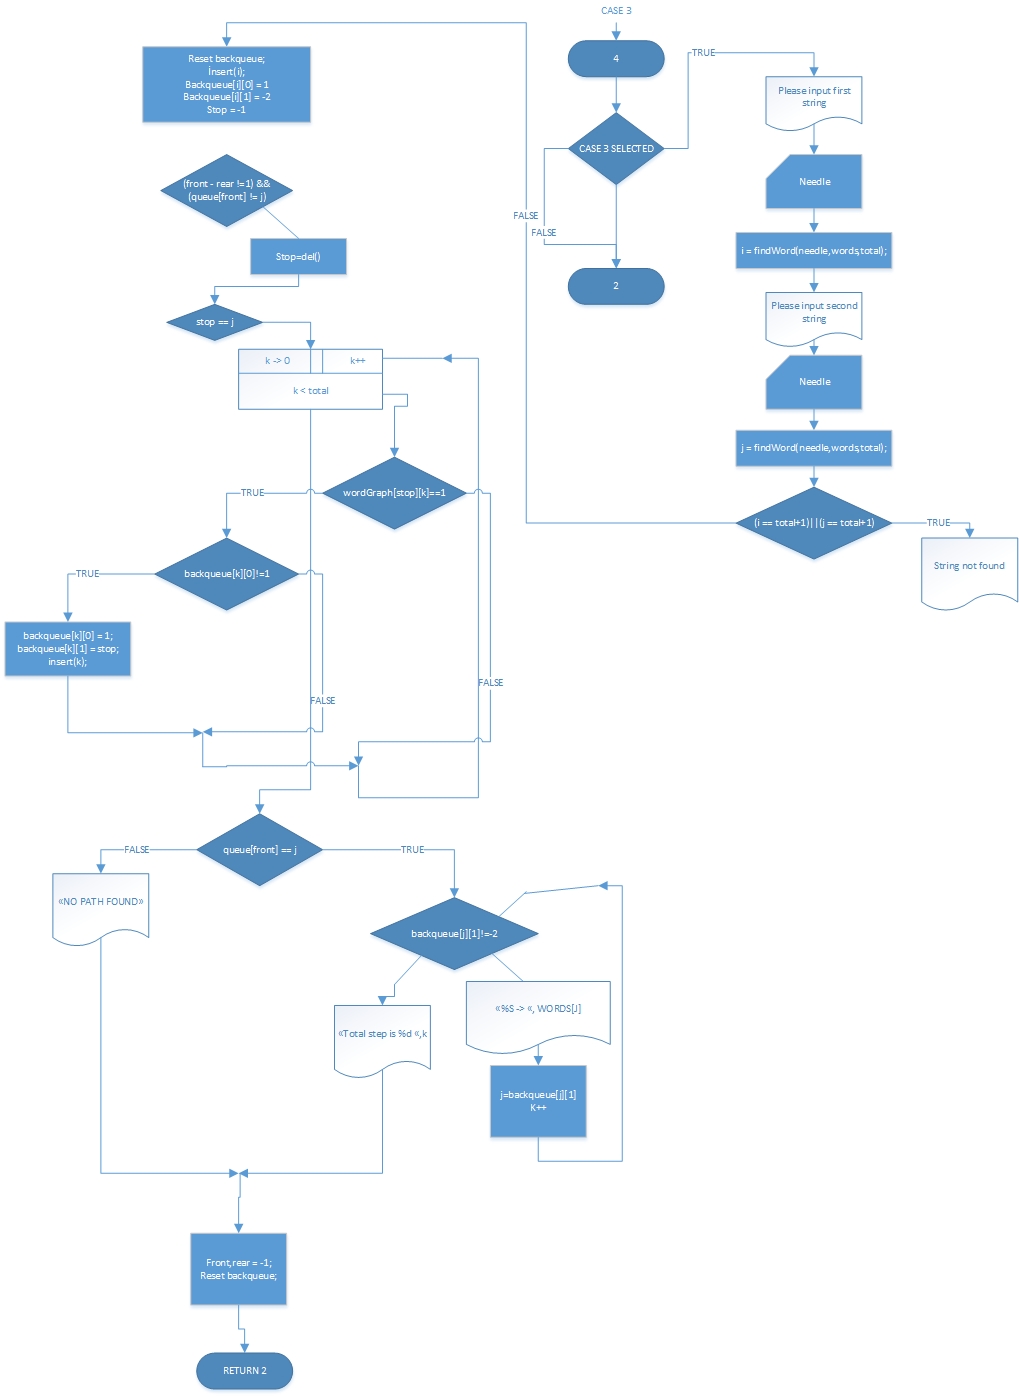 CASE 3
4
CASE 3 SELECTED
TRUE
FALSE
2
Please input first
string
Needle
i = findWord(needle,words,total);
Please input second
string
Needle
j = findWord(needle,words,total);
(i == total+1)||(j == total+1)
TRUE
String not found
FALSE
Reset backqueue;
İnsert(i);
Backqueue[i][0] = 1
Backqueue[i][1] = -2
Stop = -1
(front - rear !=1) &&
(queue[front] != j)
Stop=del()
stop == j
k -> 0
k++
k < total
wordGraph[stop][k]==1
TRUE
FALSE
backqueue[k][0]!=1
TRUE
FALSE
backqueue[k][0] = 1;
backqueue[k][1] = stop;
insert(k);
queue[front] == j
FALSE
TRUE
«NO PATH FOUND»
backqueue[j][1]!=-2
«Total step is %d «,k
«%S -> «, WORDS[J]
j=backqueue[j][1]
K++
Front,rear = -1;
Reset backqueue;
RETURN 2